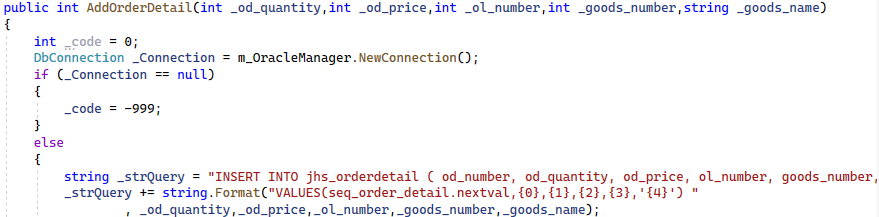 public int AddOrderDetail(int _od_quantity,int _od_price,int _ol_number,int _goods_number,string _goods_name)
{
int _code = 0;
DbConnection _Connection = m_OracleManager.NewConnection();
if (_Connection == null)
{
_code = -999;
}
else
{
string _strQuery = "INSERT INTO jhs_orderdetail ( od_number, od_quantity, od_price, ol_number, goods_number,
_strQuery += string.Format("VALUES(seq_order_detail.nextval,{0},{1},{2},{3},'{4}') "
, _od_quantity,_od_price,_ol_number,_goods_number,_goods_name);